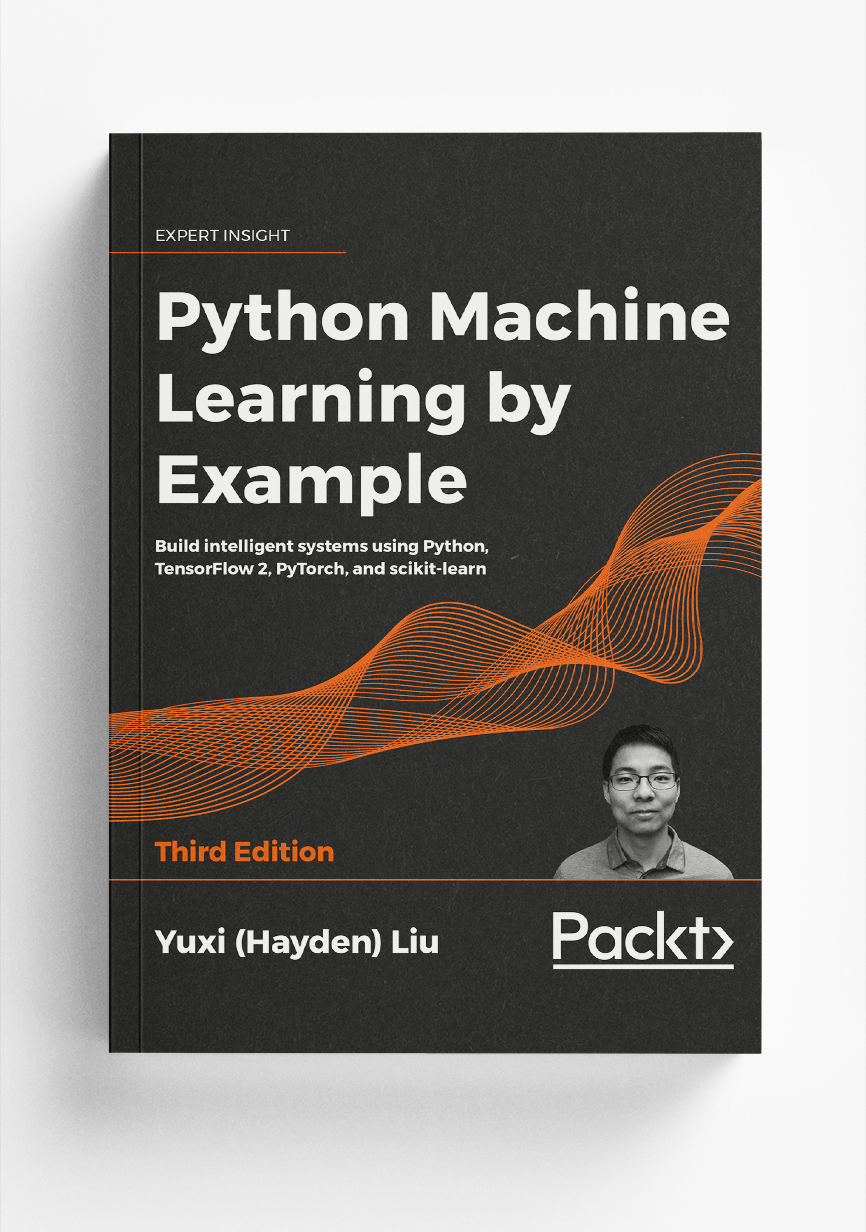 EXPERT INSIGHT
Python Machine
Learning by
Example
Build intelligent systems using Python,
TensorFlow 2, PyTorch, and scikit-learn
Third Edition
Yuxi (Hayden) Liu
Packt